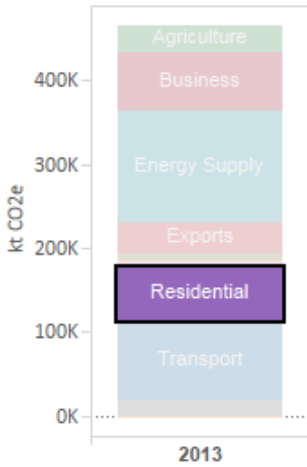 Agriculture
400K
Business
300K
Energy Supply
kt CO2e
Exports
200K
Residential
100K
Transport
0K
2013